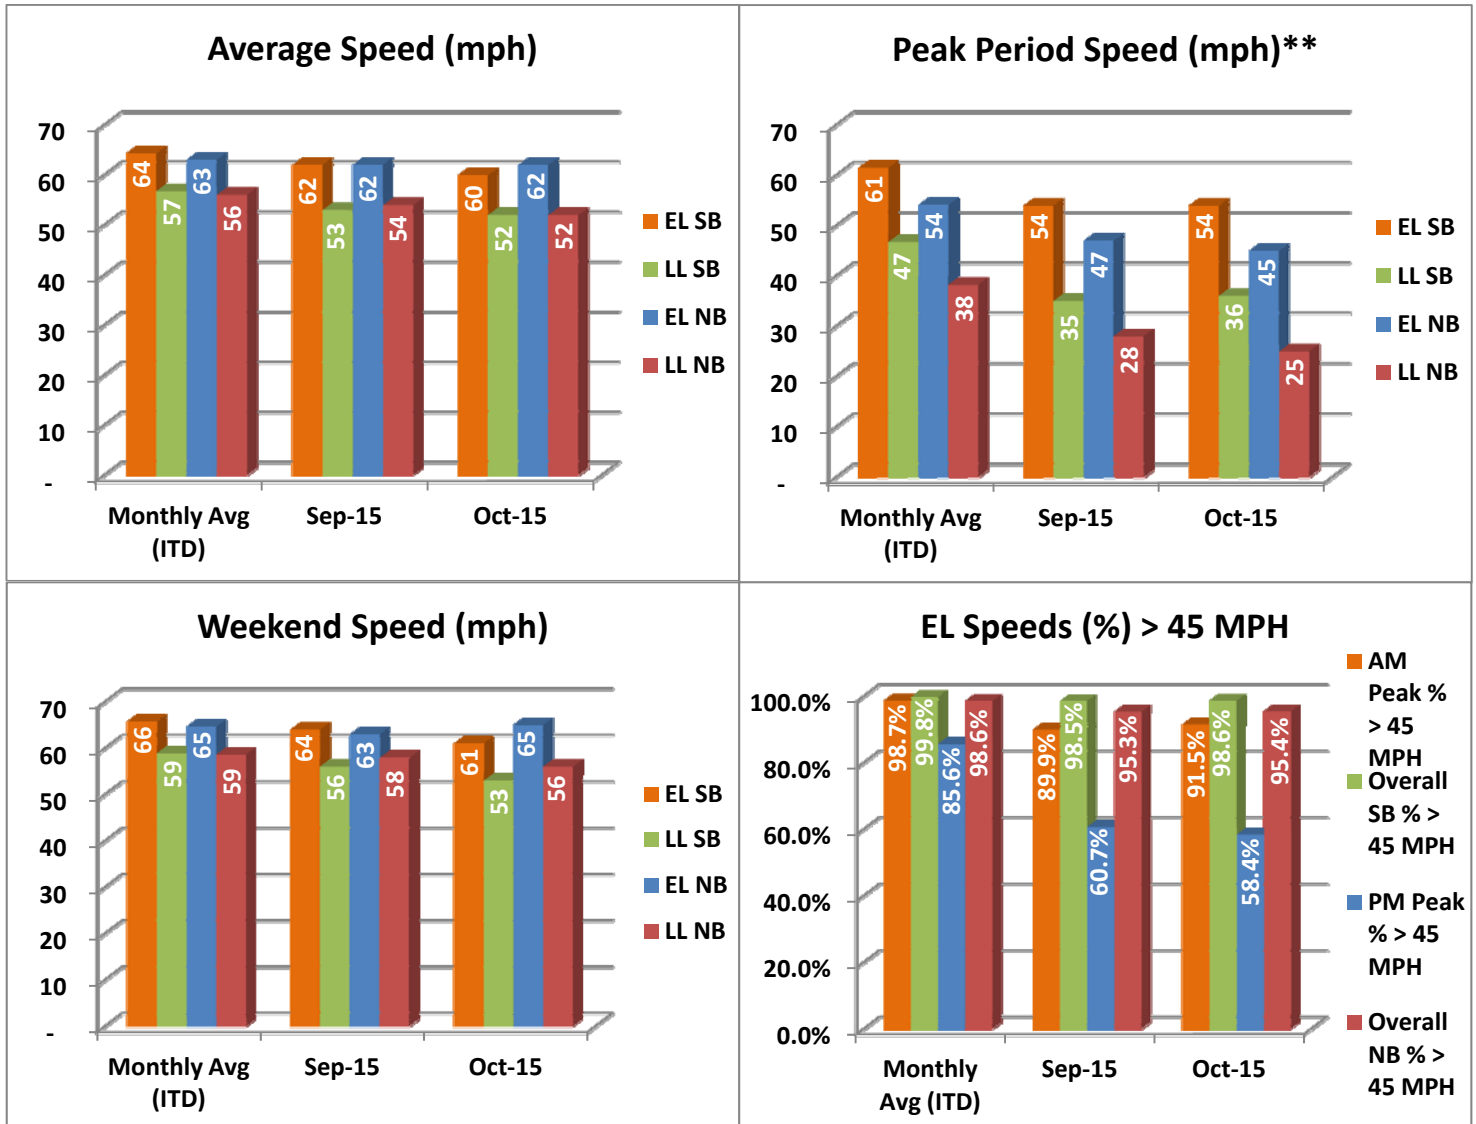 Average Speed (mph)
70
60
50
40
30
20
10
-
64
57
63
56
62
53
62
54
60
52
62
52
Monthly Avg
(ITD)
Sep-15
Oct-15
EL SB
LL SB
EL NB
LL NB
Peak Period Speed (mph)**
70
60
50
40
30
20
10
-
61
47
54
38
54
35
47
28
54
36
45
25
Monthly Avg
(ITD)
Sep-15
Oct-15
EL SB
LL SB
EL NB
LL NB
Weekend Speed (mph)
70
60
50
40
30
20
10
-
66
59
65
59
64
56
63
58
61
53
65
56
Monthly Avg
(ITD)
Sep-15
Oct-15
EL SB
LL SB
EL NB
LL NB
EL Speeds (%) > 45 MPH
100.0%
80.0%
60.0%
40.0%
20.0%
0.0%
98.7%
99.8%
85.6%
98.6%
89.9%
98.5%
60.7%
95.3%
91.5%
98.6%
58.4%
95.4%
Monthly
Avg (ITD)
Sep-15
Oct-15
AM
Peak %
> 45
MPH
Overall
SB % >
45 MPH
PM Peak
% > 45
MPH
Overall
NB % >
45 MPH